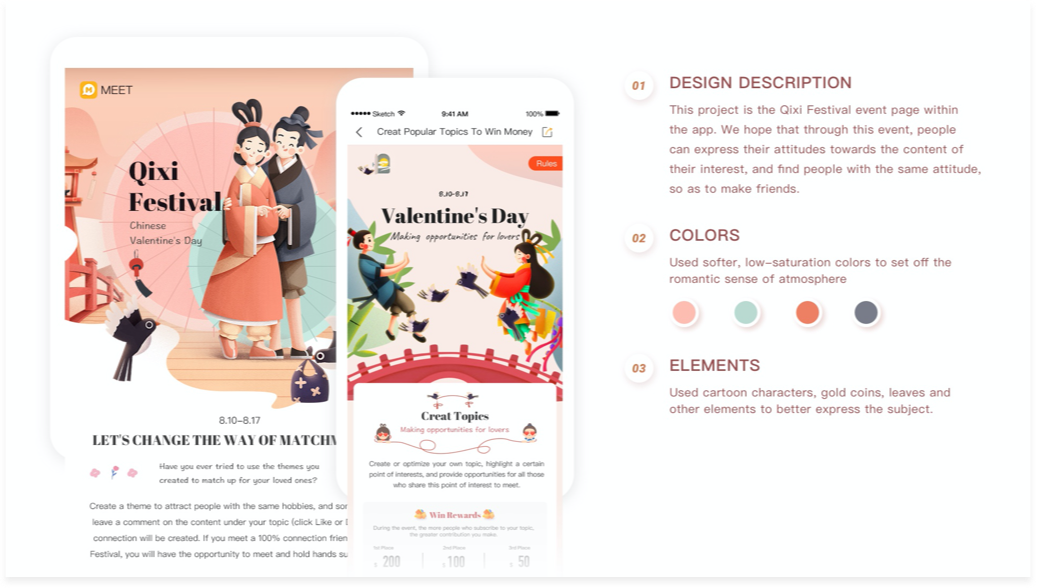 MEET
Qixi
Festival
Chinese
Valentine's Day
8.10–8.17
LET'S CHANGE THE WAY OF MATCHM
Have you ever tried to use the themes you
created to match up for your loved ones?
Create a theme to attract people with the same hobbies, and som
leave a comment on the content under your topic (click Like or D
connection will be created. If you meet a 100% connection frien
Festival, you will have the opportunity to meet and hold hands su
Sketch
9:41 AM
100%
Creat Popular Topics To Win Money
Rules
8.10-8.17
Valentine's Day
Making opportunities for lovers
Creat Topics
Making opportunities for lovers
Create or optimize your own topic, highlight a certain
point of interests, and provide opportunities for all those
who share this point of interest to meet.
Win Rewards
During the event, the more people who subscribe to your topic,
the greater contribution you make.
1st Place
2nd Place
3rd Place
200
100
50
01
DESIGN DESCRIPTION
This project is the Qixi Festival event page within
the app. We hope that through this event, people
can express their attitudes towards the content of
their interest, and find people with the same attitude,
so as to make friends.
02
COLORS
Used softer, low-saturation colors to set off the
romantic sense of atmosphere
03
ELEMENTS
Used cartoon characters, gold coins, leaves and
other elements to better express the subject.